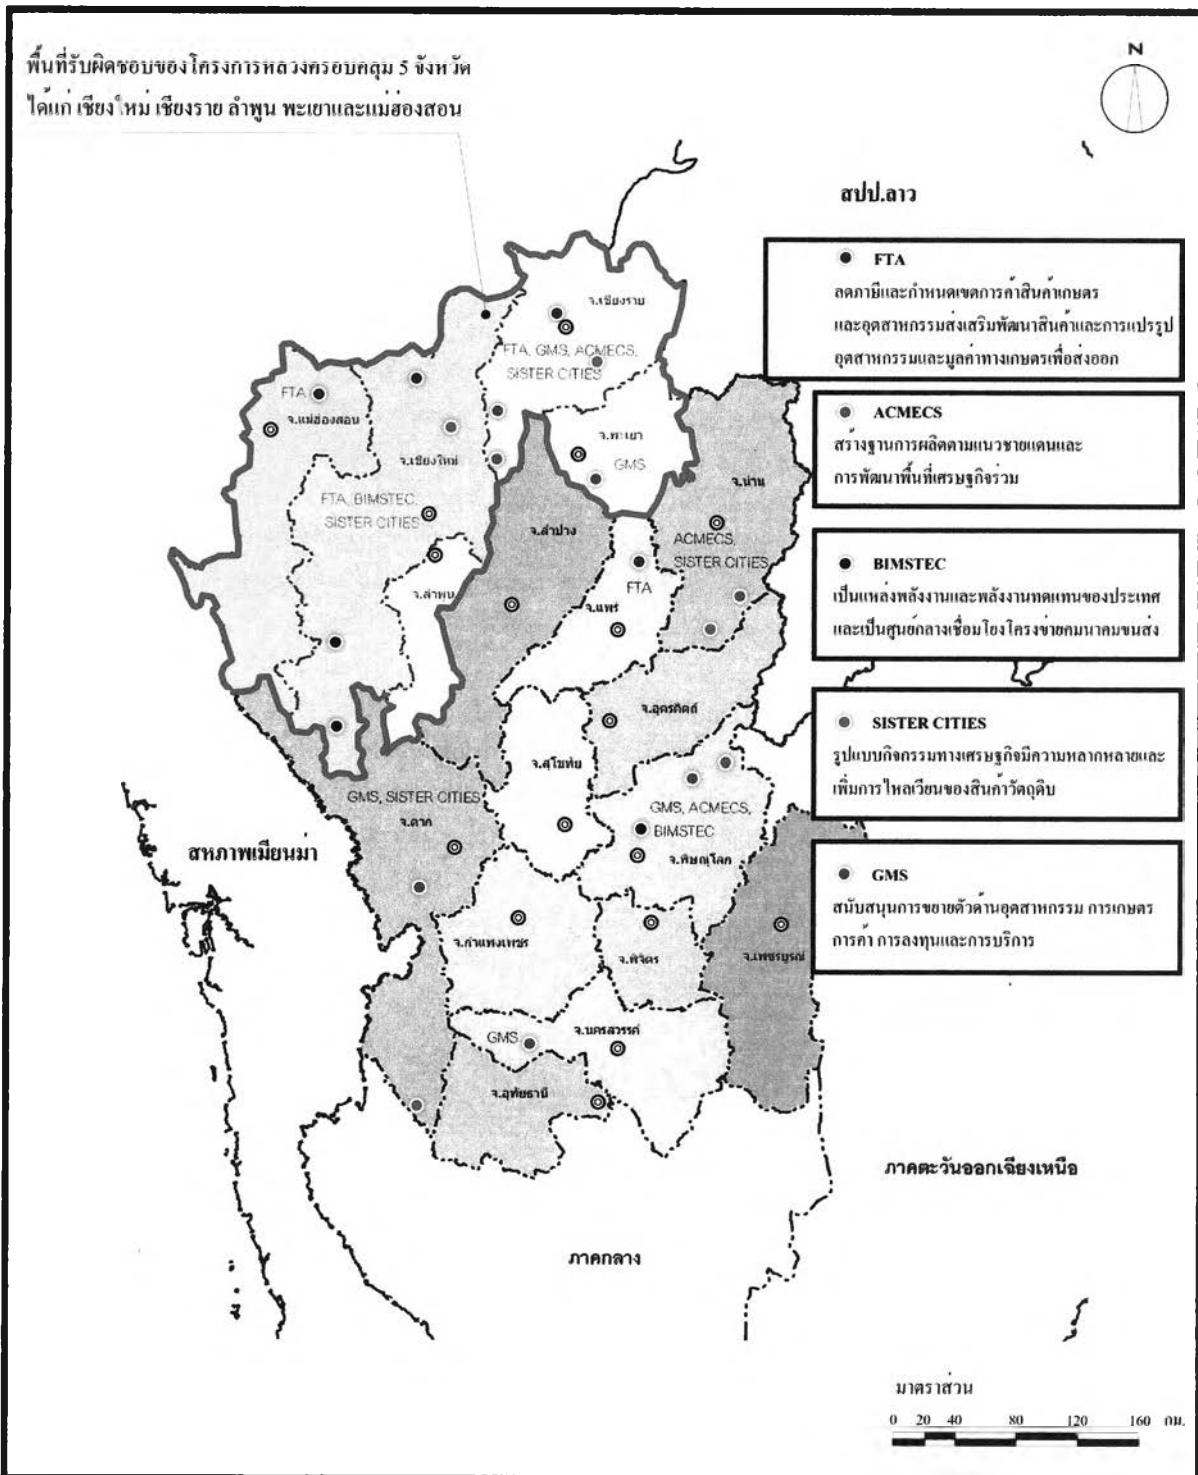 พื้นที่รับผิดชอบของโครงการหลวงครอบคลุม 5 จังหวัด
ได้แก่ เชียงใหม่ เชียงราย ลำพูน พะเยาและแม่ฮ่องสอน
N
สปป.ลาว
FTA
ลดภาษีและกำหนดเขตการค้าสินค้าเกษตร
และอุตสาหกรรมส่งเสริมพัฒนาสินค้าและการแปรรูป
อุตสาหกรรมและมูลค่าทางเกษตรเพื่อส่งออก
ACMECS
สร้างฐานการผลิตตามแนวชายแดนและ
การพัฒนาพื้นที่เศรษฐกิจร่วม
BIMSTEC
เป็นแหล่งพลังงานและพลังงานทดแทนของประเทศ
และเป็นศูนย์กลางเชื่อมโยงโครงข่ายคมนาคมขนส่ง
SISTER CITIES
รูปแบบกิจกรรมทางเศรษฐกิจมีความหลากหลายและ
เพิ่มการไหลเวียนของสินค้าวัตถุดิบ
GMS
สนับสนุนการขยายตัวด้านอุตสาหกรรม การเกษตร
การค้า การลงทุนและการบริการ
จ.เชียงราย
FTA, GMS, ACMECS,
SISTER CITIES
FTA
จ.แม่ฮ่องสอน
จ.พะเยา
GMS
จ.เชียงใหม่
FTA, BIMSTEC,
SISTER CITIES
จ.น่าน
ACMECS,
SISTER CITIES
จ.ลำปาง
FTA
จ.ลำพูน
จ.แพร่
จ.อุตรดิตถ์
จ.สุโขทัย
GMS, SISTER CITIES
จ.ตาก
GMS, ACMECS,
BIMSTEC
จ.พิษณุโลก
สหภาพเมียนม่า
จ.กำแพงเพชร
จ.พิจิตร
จ.เพชรบูรณ์
GMS
จ.นครสวรรค์
จ.อุทัยธานี
ภาคตะวันออกเฉียงเหนือ
ภาคกลาง
มาตราส่วน
0 20 40 80 120 160 กม.